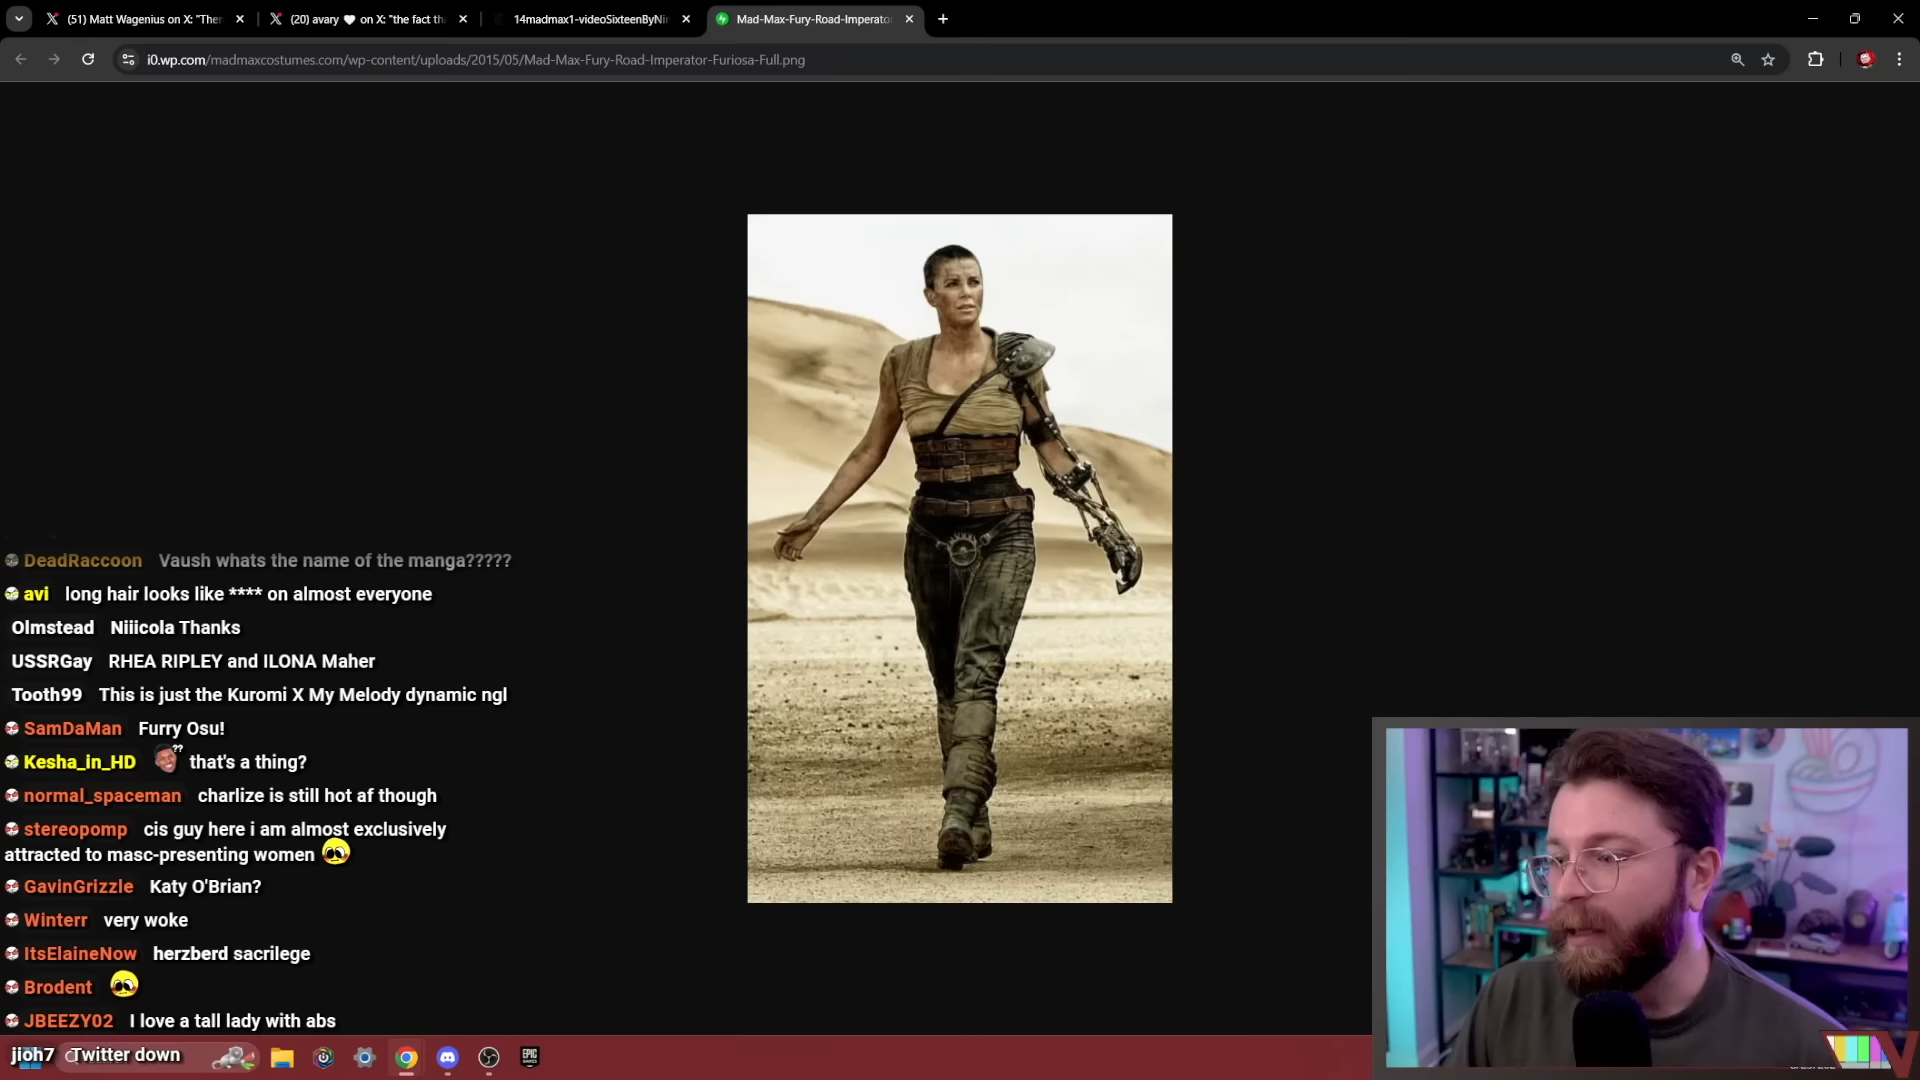 (51) Matt Wagenius on X: "Ther
(20) avary 🤍 on X: "the fact tha
14madmax1-videoSixteenByNin
Mad-Max-Fury-Road-Imperator
i0.wp.com/madmaxcostumes.com/wp-content/uploads/2015/05/Mad-Max-Fury-Road-Imperator-Furiosa-Full.png
DeadRaccoon Vaush whats the name of the manga?????
avi long hair looks like **** on almost everyone
Olmstead Niiicola Thanks
USSRGay RHEA RIPLEY and ILONA Maher
Tooth99 This is just the Kuromi X My Melody dynamic ngl
SamDaMan Furry Osu!
Kesha_in_HD ?? that's a thing?
normal_spaceman charlize is still hot af though
stereopomp cis guy here i am almost exclusively
attracted to masc-presenting women
GavinGrizzle Katy O'Brian?
Winterr very woke
ItsElaineNow herzberd sacrilege
Brodent
JBEEZY02 I love a tall lady with abs
jioh7 Twitter down
EPIC
GAMES